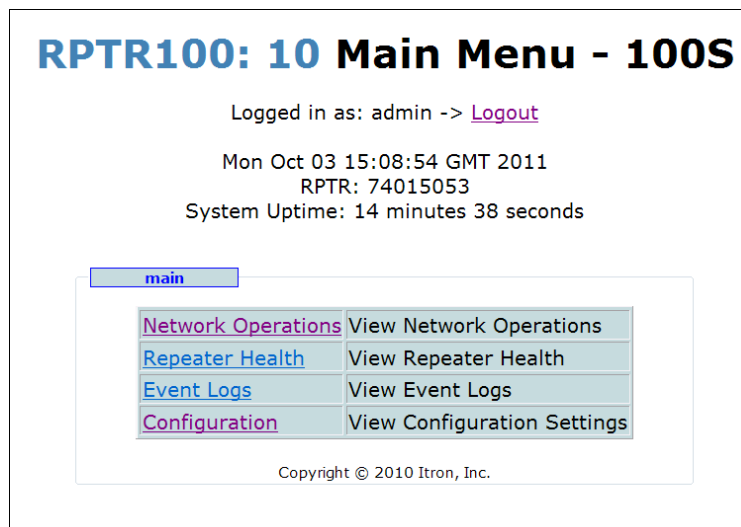 RPTR100: 10 Main Menu - 100S
Logged in as: admin -> Logout
Mon Oct 03 15:08:54 GMT 2011
RPTR: 74015053
System Uptime: 14 minutes 38 seconds
main
Network Operations View Network Operations
Repeater Health View Repeater Health
Event Logs View Event Logs
Configuration View Configuration Settings
Copyright © 2010 Itron, Inc.